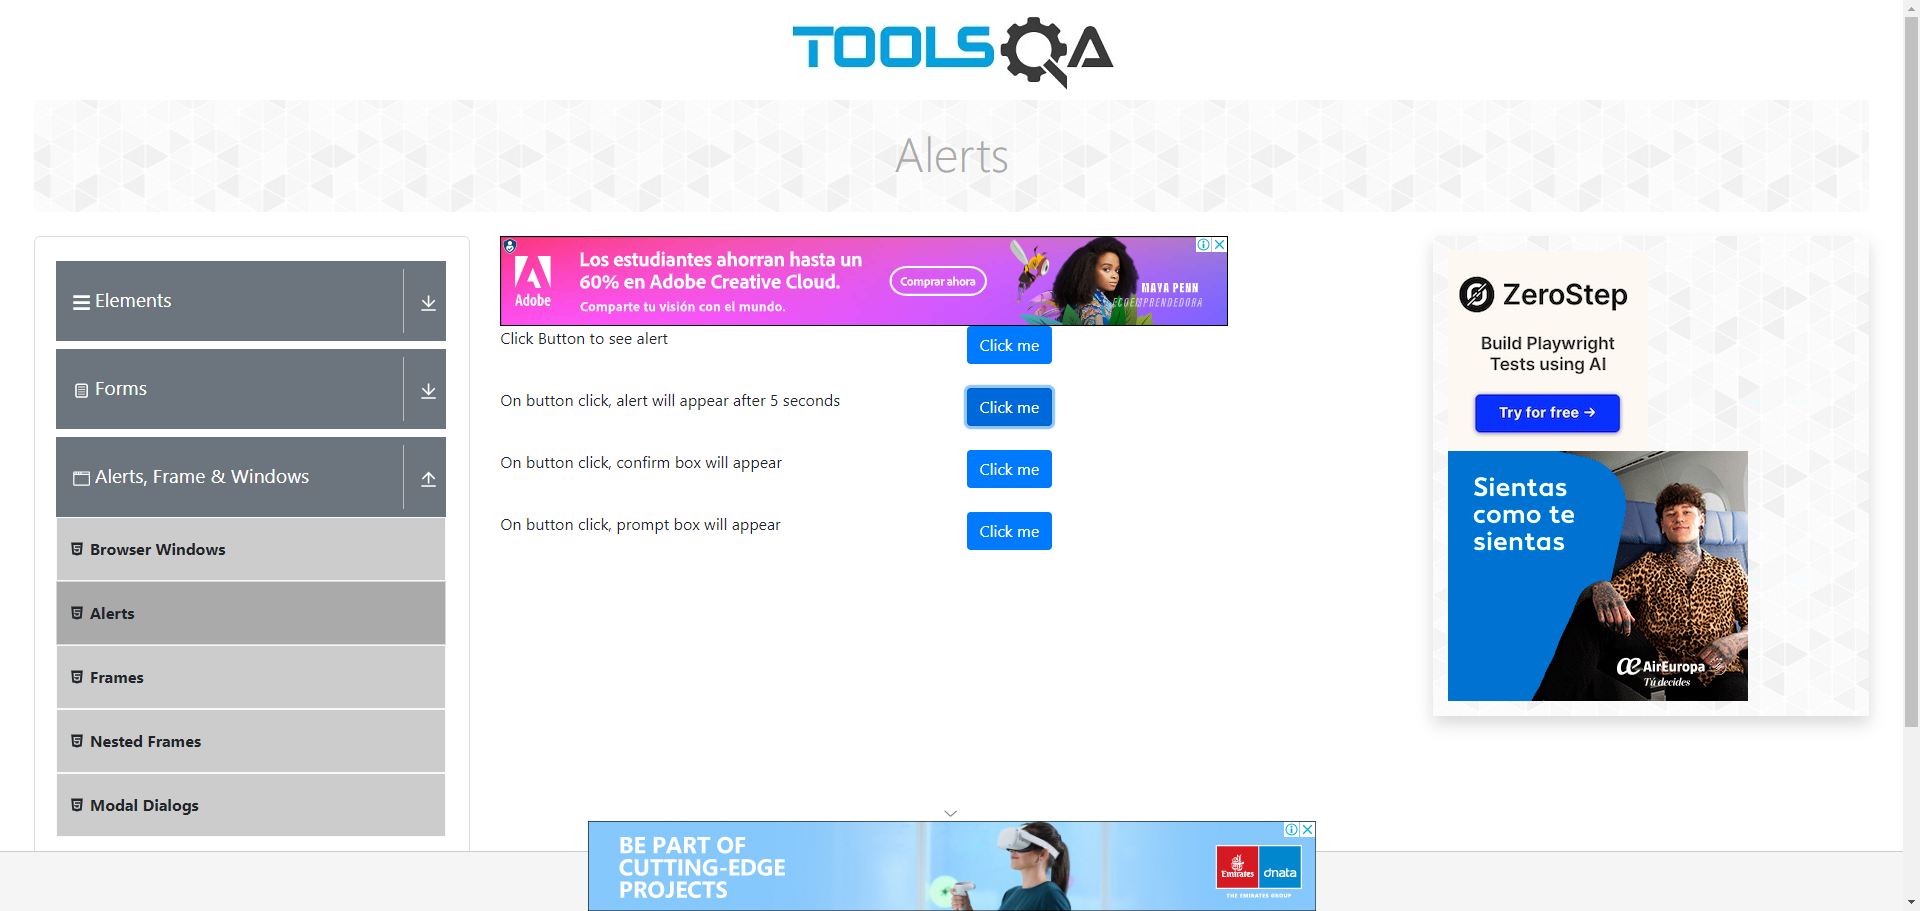 TOOLSQA
Alerts
Elements
Forms
Alerts, Frame & Windows
Browser Windows
Alerts
Frames
Nested Frames
Modal Dialogs
Adobe
Los estudiantes ahorran hasta un
60% en Adobe Creative Cloud.
Comparte tu visión con el mundo.
Comprar ahora
MAYA PENN
ECOEMPRENDEDORA
Click Button to see alert
Click me
On button click, alert will appear after 5 seconds
Click me
On button click, confirm box will appear
Click me
On button click, prompt box will appear
Click me
ZeroStep
Build Playwright
Tests using AI
Try for free →
Sientas
como te
sientas
AirEuropa
Tú decides
BE PART OF
CUTTING-EDGE
PROJECTS
Emirates
dnata
THE EMIRATES GROUP